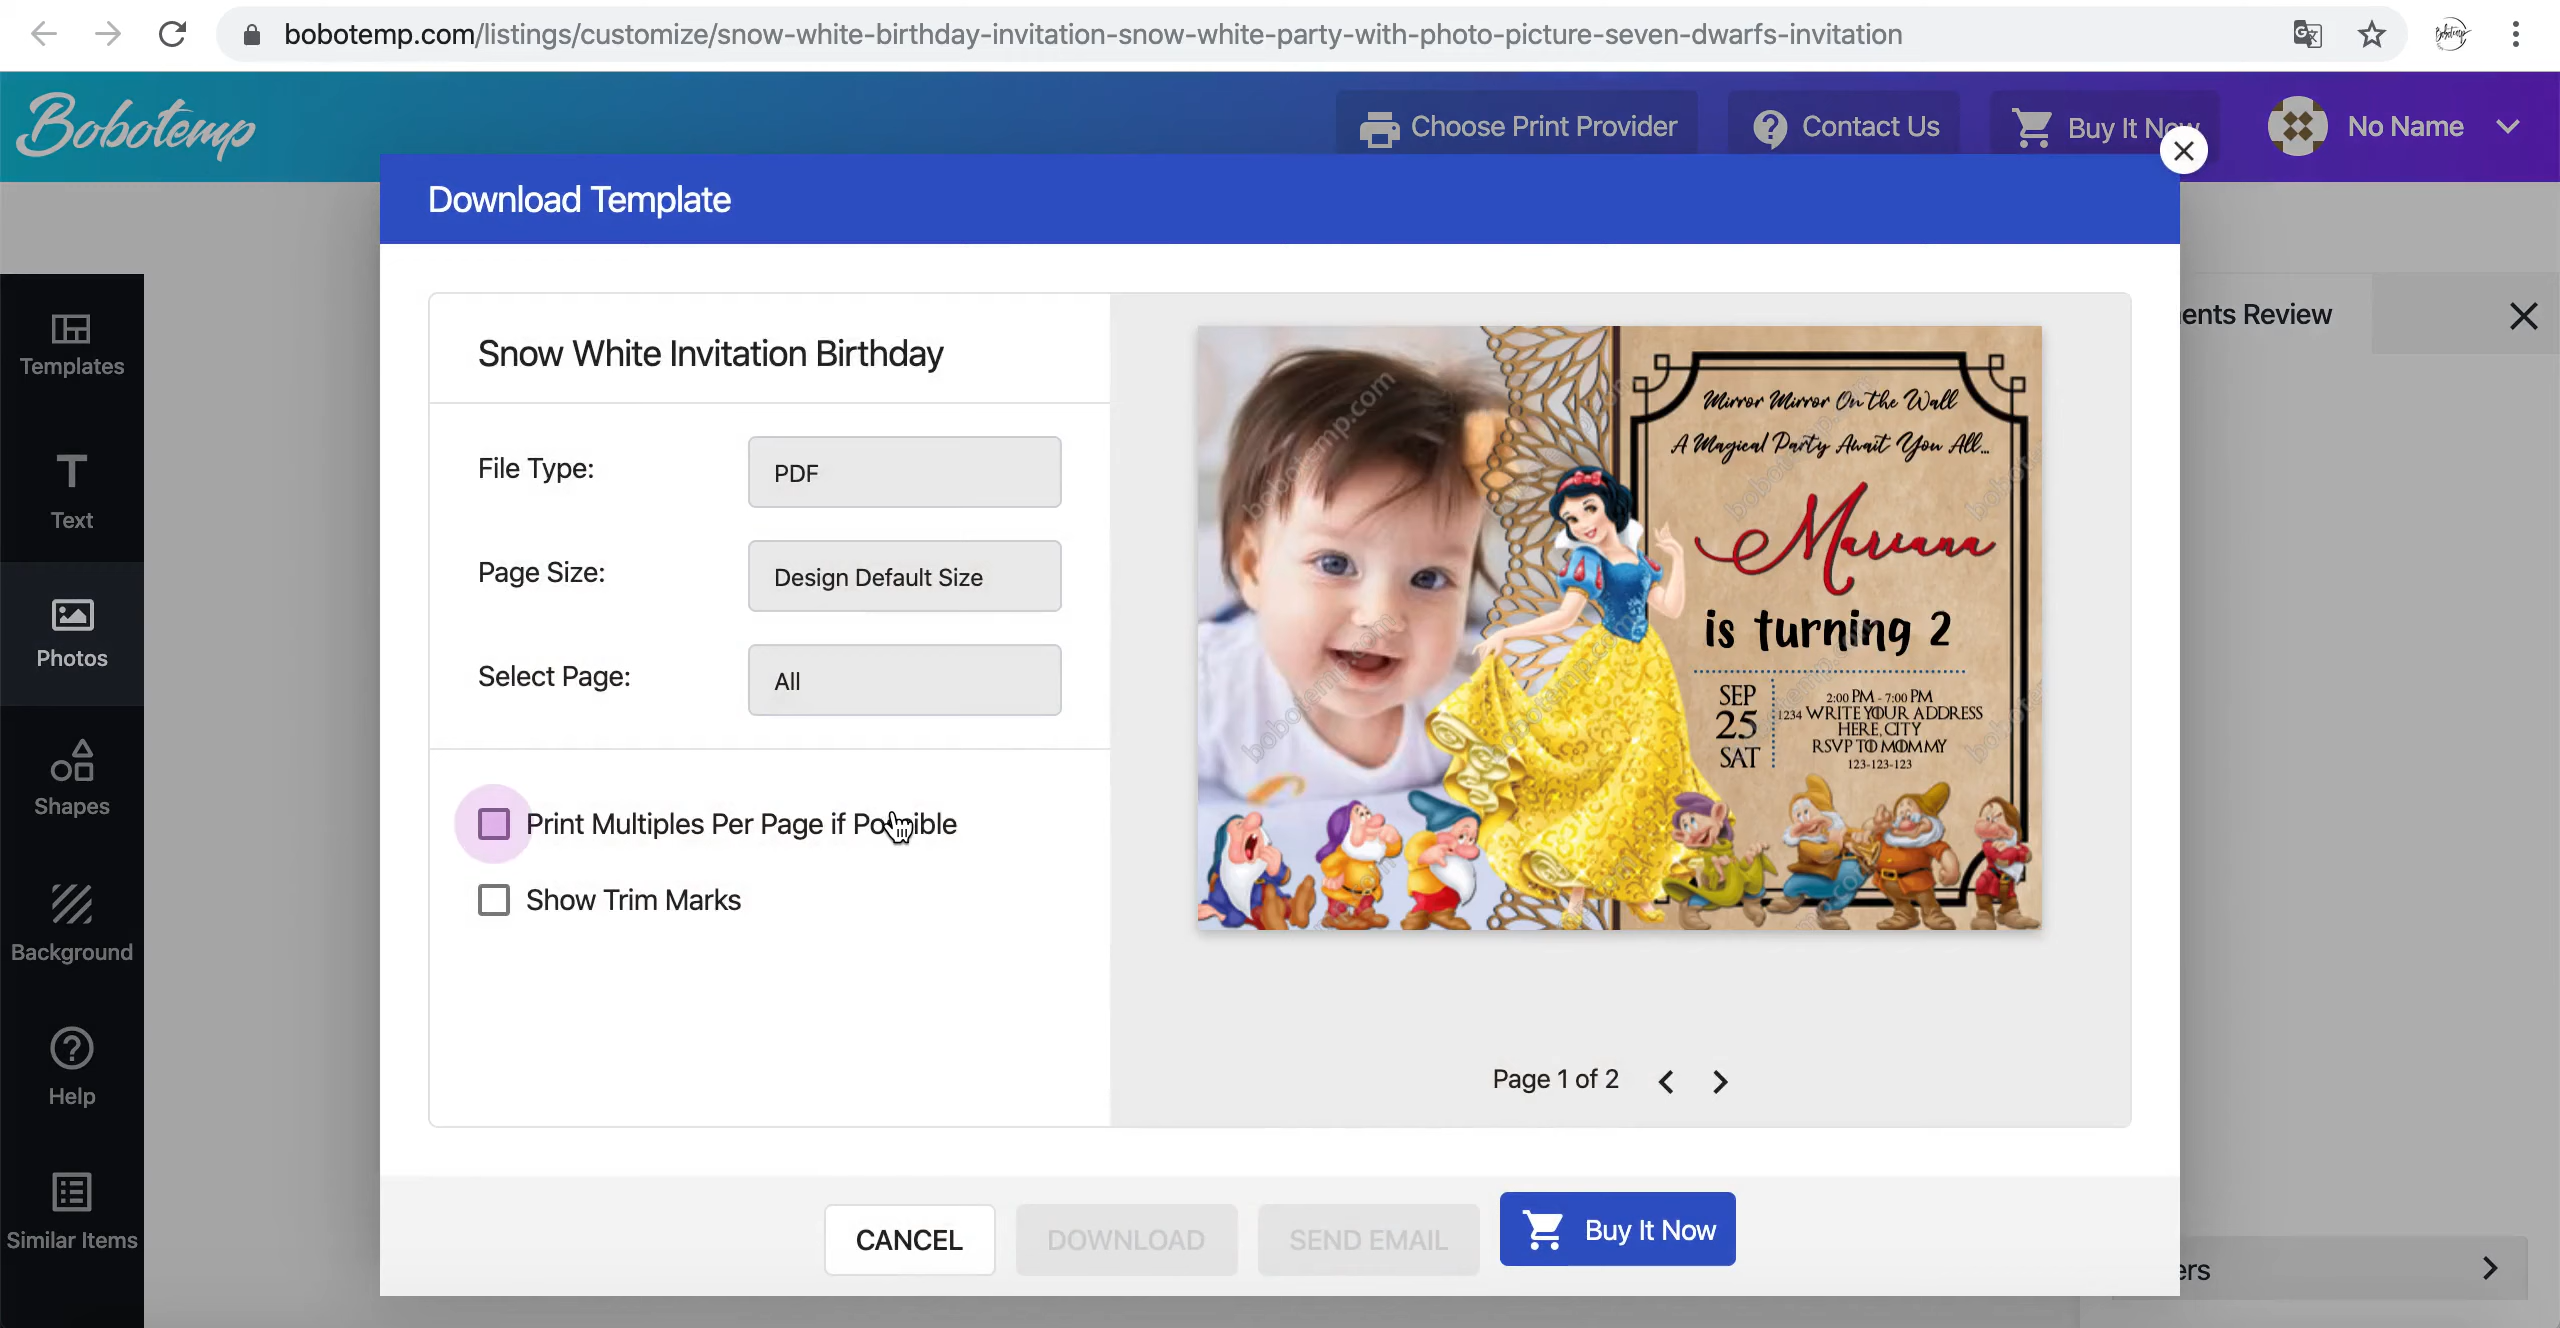 bobotemp.com/listings/customize/snow-white-birthday-invitation-snow-white-party-with-photo-picture-seven-dwarfs-invitation
Bobotemp
Choose Print Provider
Contact Us
Buy It Now
No Name
Download Template
ents Review
Templates
Text
Photos
Shapes
Background
Help
Similar Items
Snow White Invitation Birthday
File Type:
PDF
Page Size:
Design Default Size
Select Page:
All
Print Multiples Per Page if Possible
Show Trim Marks
Mirror Mirror On the Wall
A Magical Party Await You All...
Mariana
is turning 2
SEP
25
SAT
2:00 PM - 7:00 PM
1234 WRITE YOUR ADDRESS
HERE, CITY
RSVP TO MOMMY
123-123-123
bobotemp.com
Page 1 of 2
CANCEL
DOWNLOAD
SEND EMAIL
Buy It Now
ers